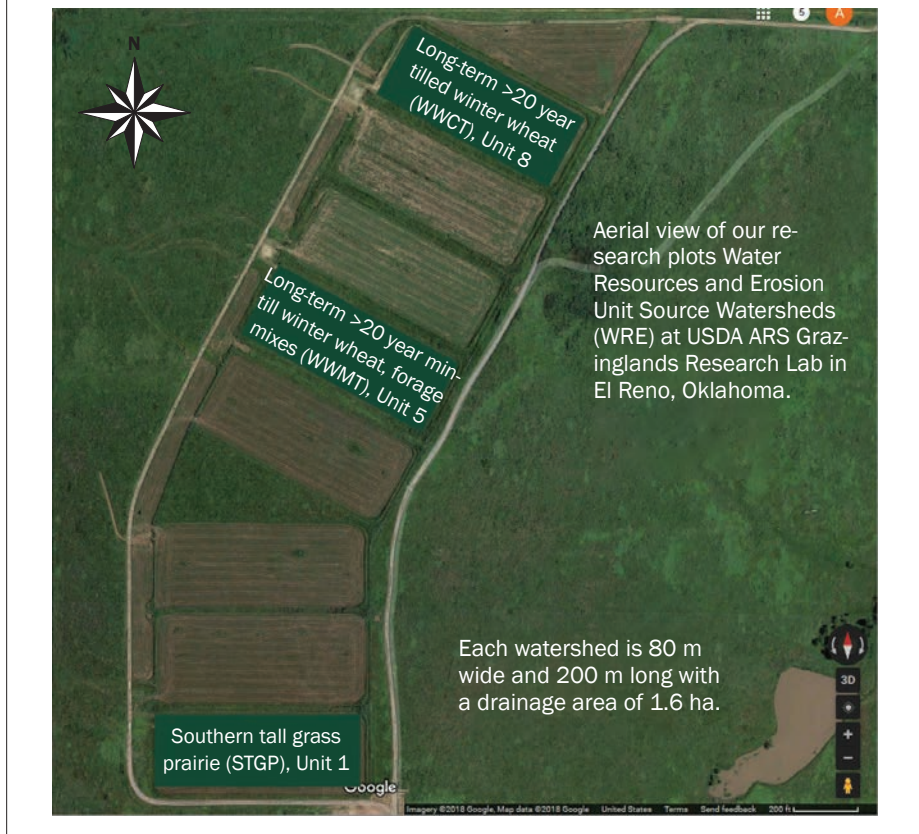 5
A
N
Long-term >20 year
tilled winter wheat
(WWCT), Unit 8
Aerial view of our re-
search plots Water
Resources and Erosion
Unit Source Watersheds
(WRE) at USDA ARS Graz-
inglands Research Lab in
El Reno, Oklahoma.
Long-term >20 year min-
till winter wheat, forage
mixes (WWMT), Unit 5
Each watershed is 80 m
wide and 200 m long with
a drainage area of 1.6 ha.
3D
Southern tall grass
prairie (STGP), Unit 1
+
−
Google
Imagery ©2018 Google, Map data ©2018 Google United States Terms Send feedback 200 ft